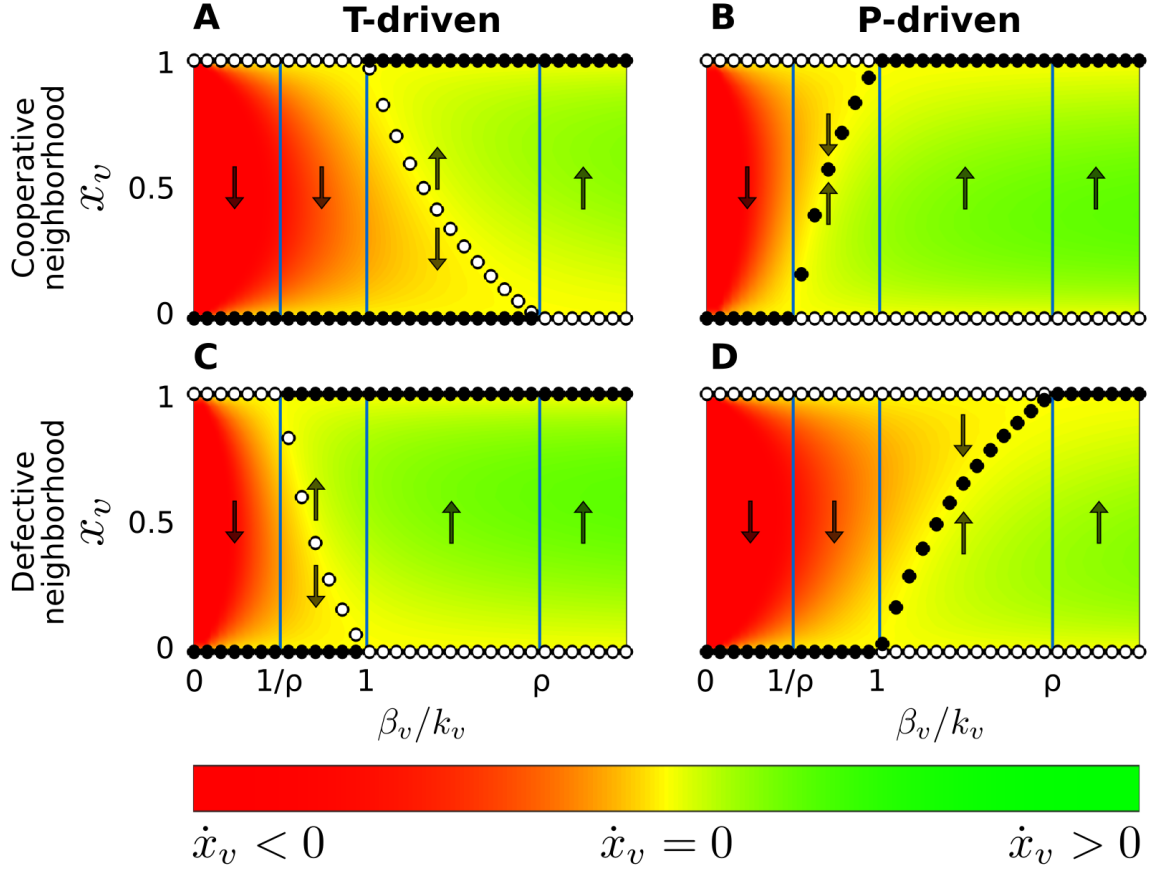 A T-driven B P-driven
Cooperative
neighborhood
x_v
1
0.5
0
C D
Defective
neighborhood
x_v
1
0.5
0
0 1/ρ 1 ρ 0 1/ρ 1 ρ
β_v/k_v β_v/k_v
ẋ_v < 0 ẋ_v = 0 ẋ_v > 0